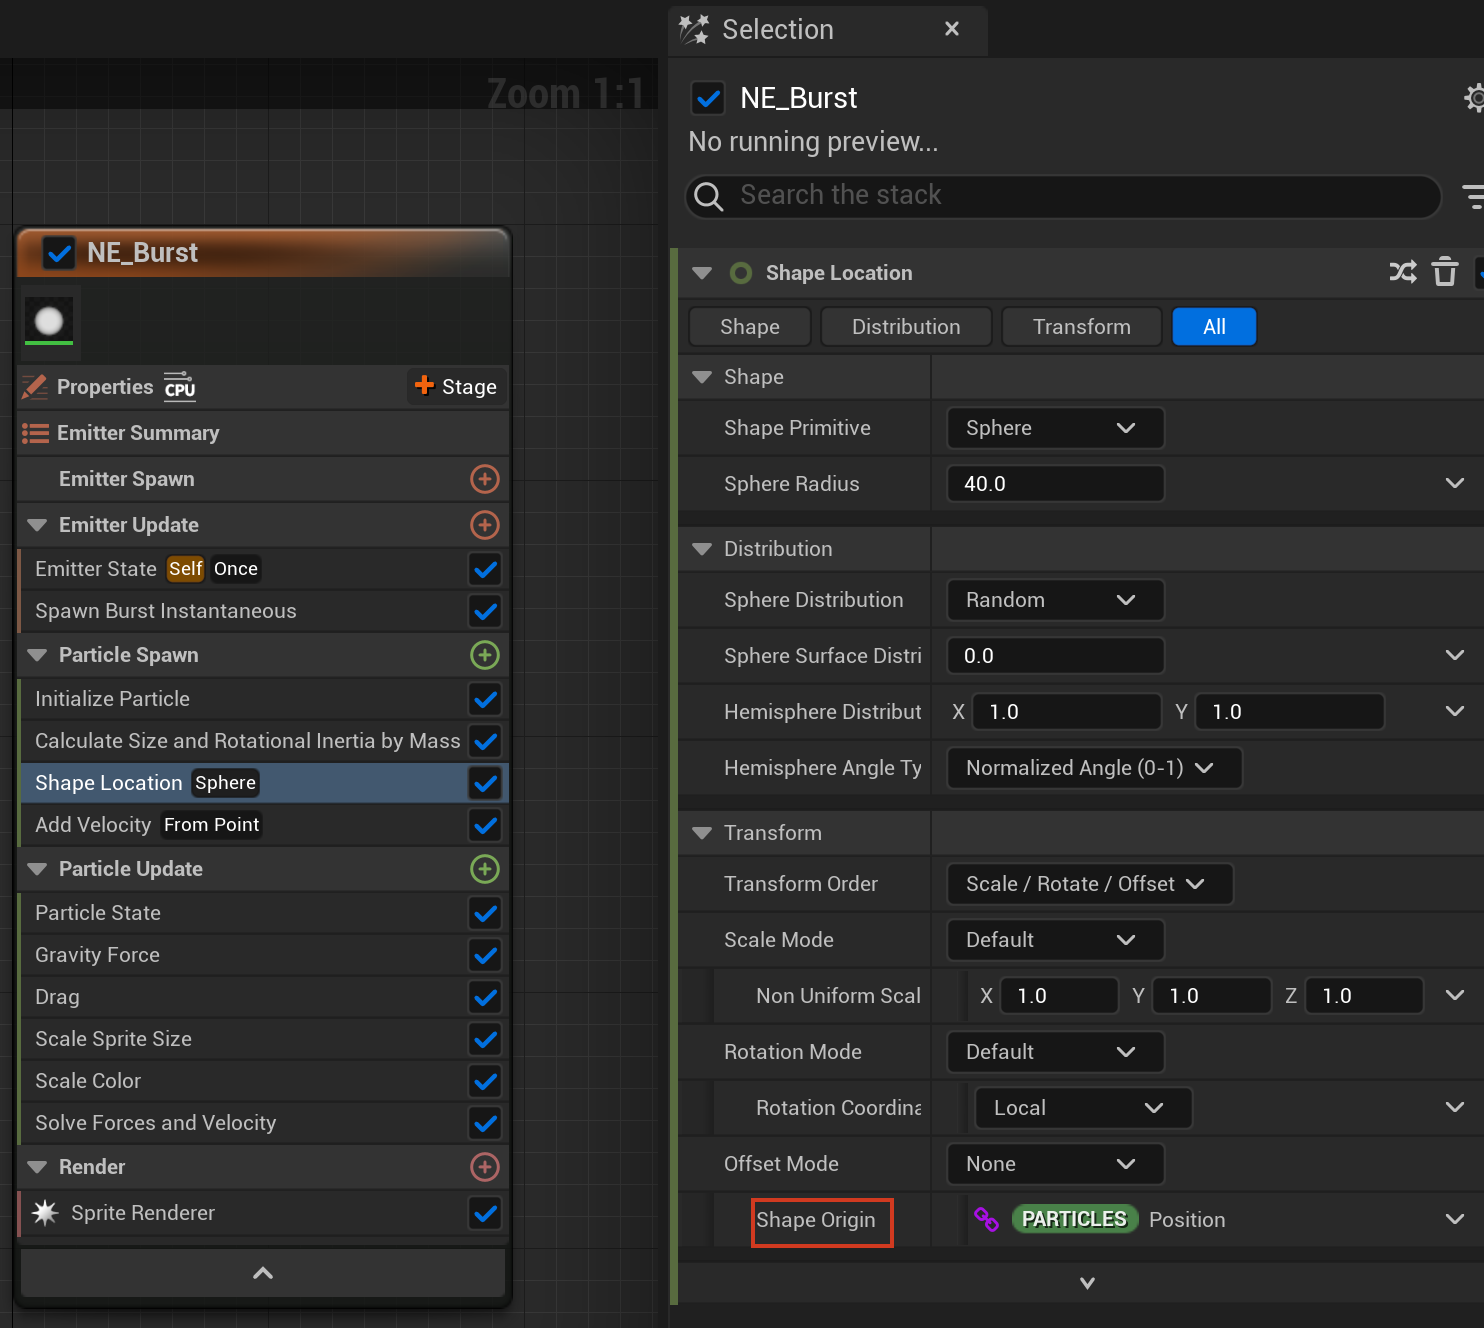 Selection
Zoom 1:1
NE_Burst
No running preview...
Search the stack
NE_Burst
Properties CPU Stage
Emitter Summary
Emitter Spawn
Emitter Update
Emitter State Self Once
Spawn Burst Instantaneous
Particle Spawn
Initialize Particle
Calculate Size and Rotational Inertia by Mass
Shape Location Sphere
Add Velocity From Point
Particle Update
Particle State
Gravity Force
Drag
Scale Sprite Size
Scale Color
Solve Forces and Velocity
Render
Sprite Renderer
Shape Location
Shape Distribution Transform All
Shape
Shape Primitive Sphere
Sphere Radius 40.0
Distribution
Sphere Distribution Random
Sphere Surface Distri 0.0
Hemisphere Distribut X 1.0 Y 1.0
Hemisphere Angle Ty Normalized Angle (0-1)
Transform
Transform Order Scale / Rotate / Offset
Scale Mode Default
Non Uniform Scal X 1.0 Y 1.0 Z 1.0
Rotation Mode Default
Rotation Coordina Local
Offset Mode None
Shape Origin PARTICLES Position